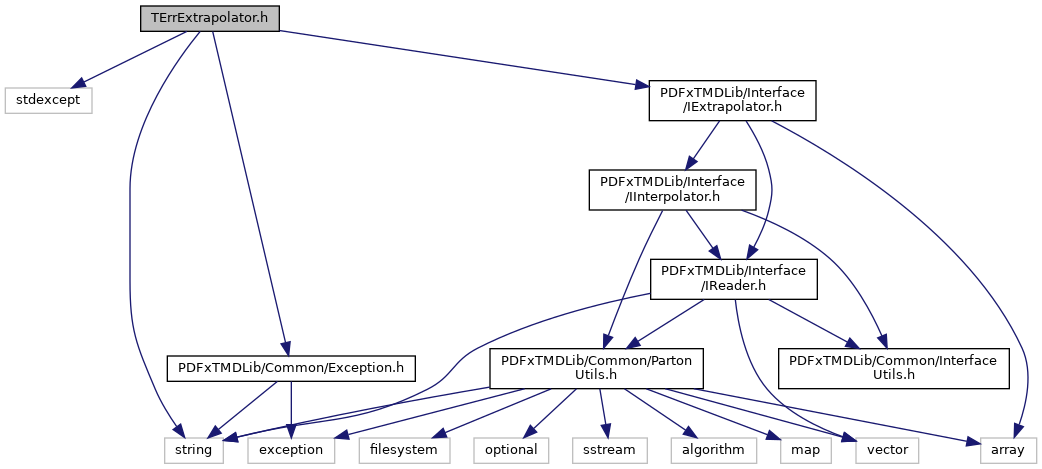 TErrExtrapolator.h
stdexcept
PDFxTMDLib/Interface
/IExtrapolator.h
PDFxTMDLib/Interface
/IInterpolator.h
PDFxTMDLib/Interface
/IReader.h
PDFxTMDLib/Common/Exception.h
PDFxTMDLib/Common/Parton
Utils.h
PDFxTMDLib/Common/Interface
Utils.h
string
exception
filesystem
optional
sstream
algorithm
map
vector
array